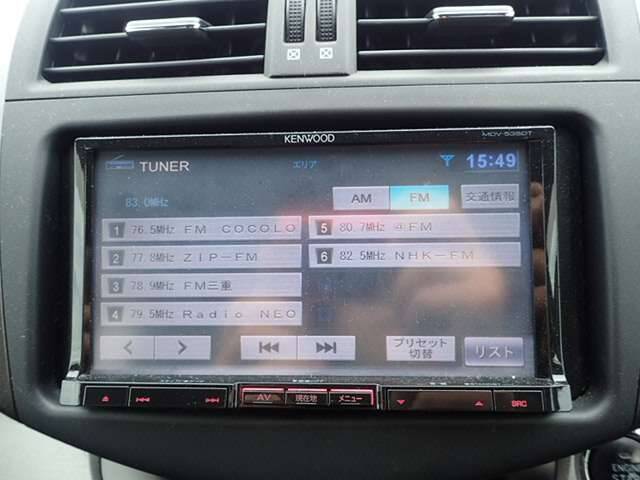 KENWOOD MDV-535DT
TUNER エリア 15:49
83.0MHz AM FM 交通情報
1 76.5MHz FM COCOLO
2 77.8MHz ZIP-FM
3 78.9MHz FM三重
4 79.5MHz Radio NEO
5 80.7MHz @FM
6 82.5MHz NHK-FM
プリセット
切替
リスト
AV 現在地 メニュー SRC
ENGINE